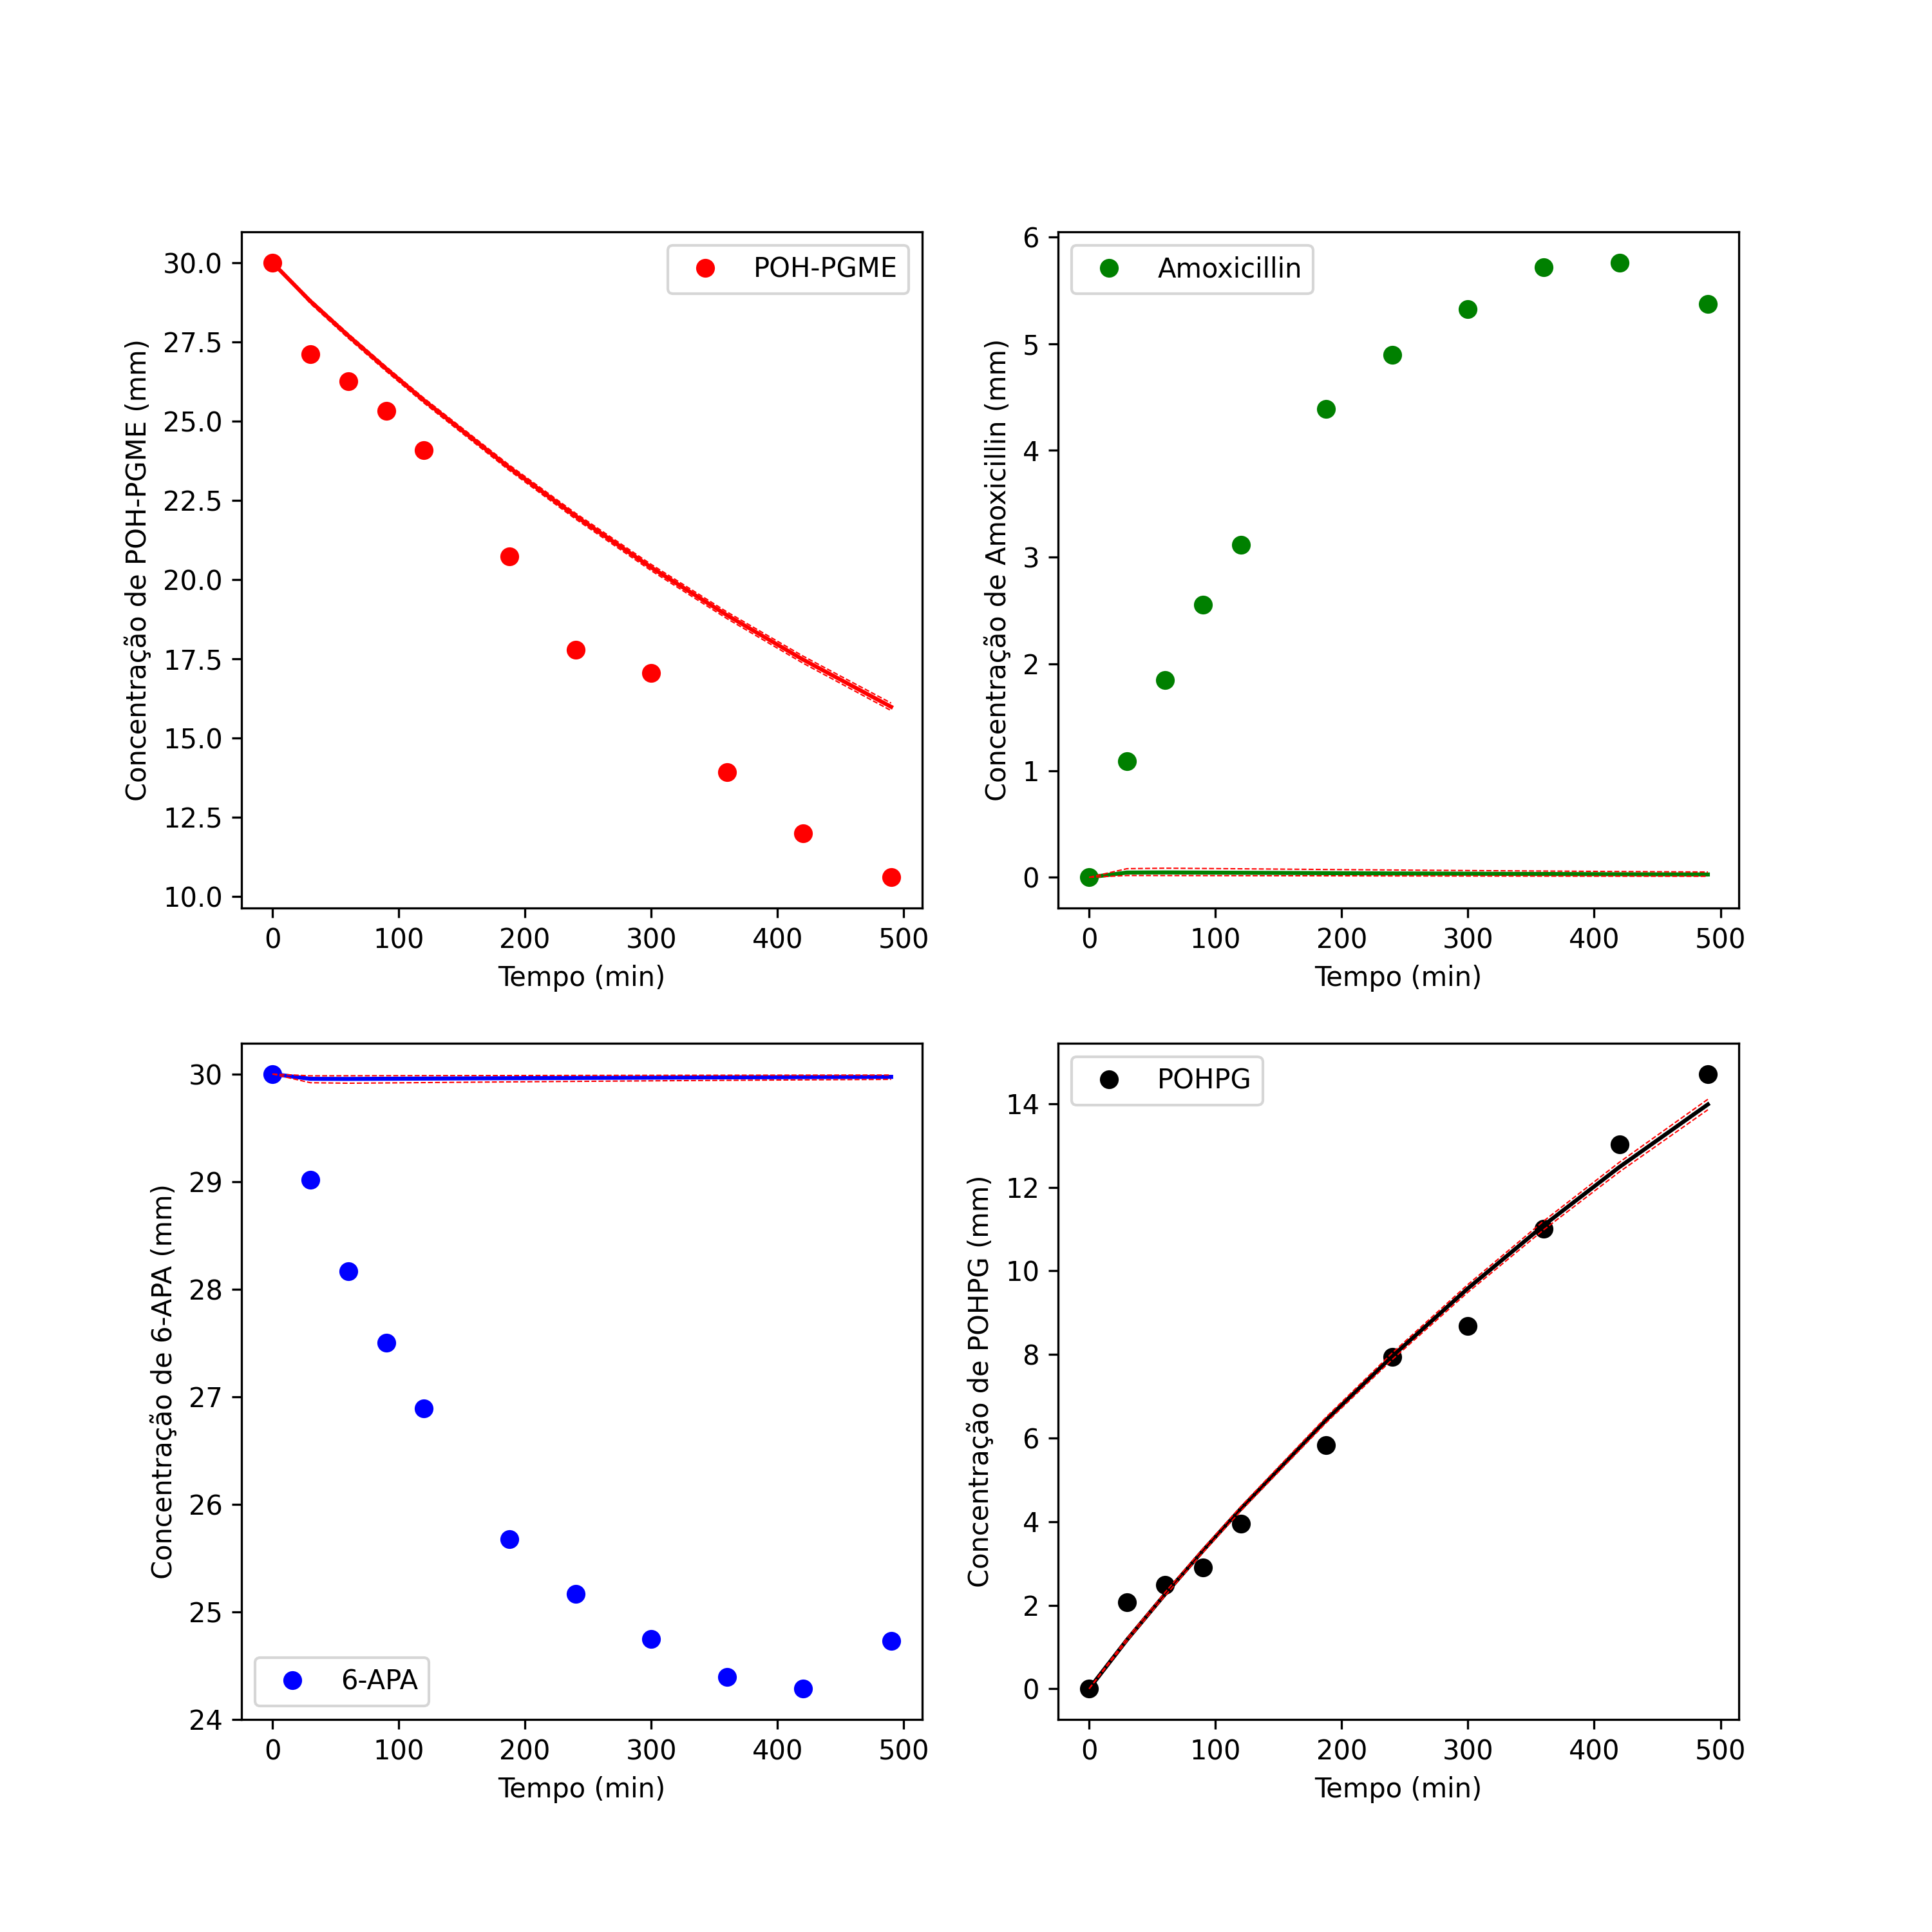 30.0
27.5
25.0
22.5
20.0
17.5
15.0
12.5
10.0
Concentração de POH-PGME (mm)
POH-PGME
0 100 200 300 400 500
Tempo (min)
6
5
4
3
2
1
0
Concentração de Amoxicillin (mm)
Amoxicillin
0 100 200 300 400 500
Tempo (min)
30
29
28
27
26
25
24
Concentração de 6-APA (mm)
6-APA
0 100 200 300 400 500
Tempo (min)
14
12
10
8
6
4
2
0
Concentração de POHPG (mm)
POHPG
0 100 200 300 400 500
Tempo (min)